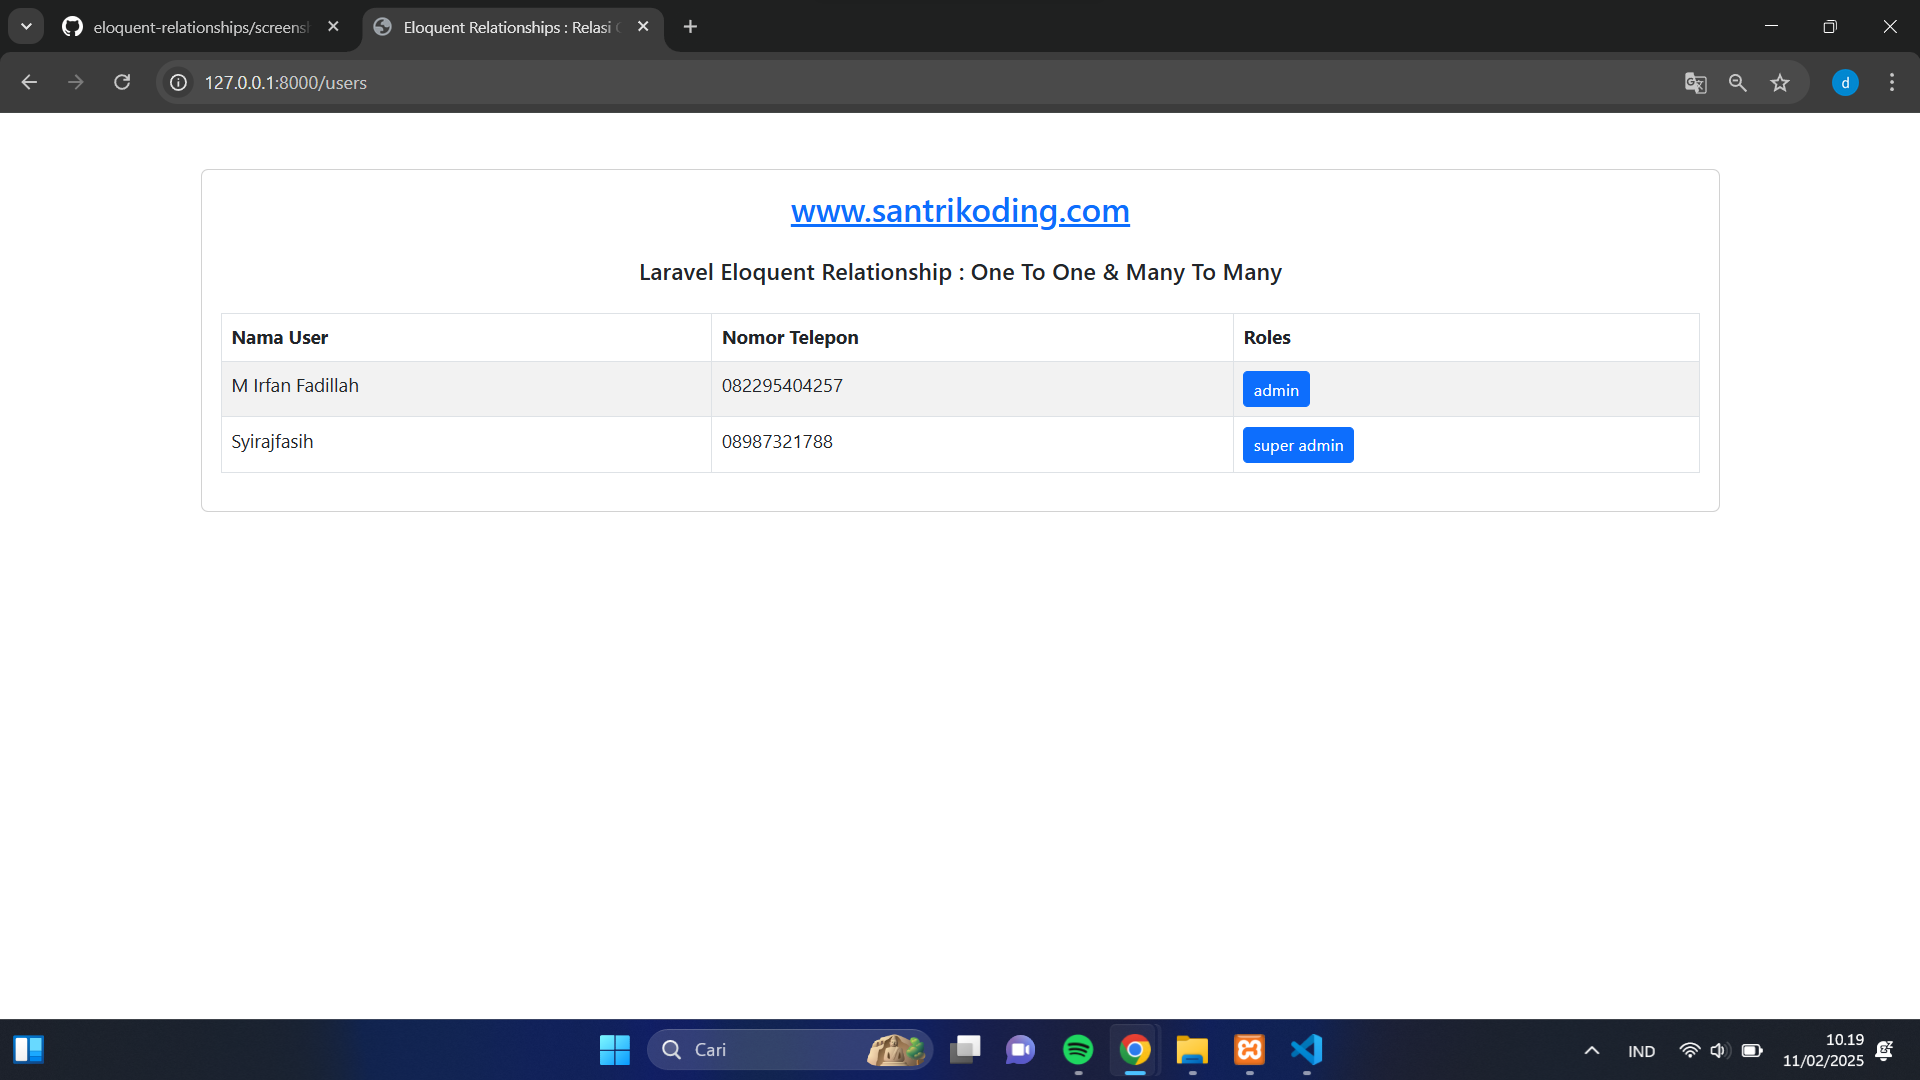 eloquent-relationships/screensh
Eloquent Relationships : Relasi
127.0.0.1:8000/users
d
www.santrikoding.com
Laravel Eloquent Relationship : One To One & Many To Many
Nama User Nomor Telepon Roles
M Irfan Fadillah 082295404257 admin
Syirajfasih 08987321788 super admin
Cari
IND
10.19
11/02/2025